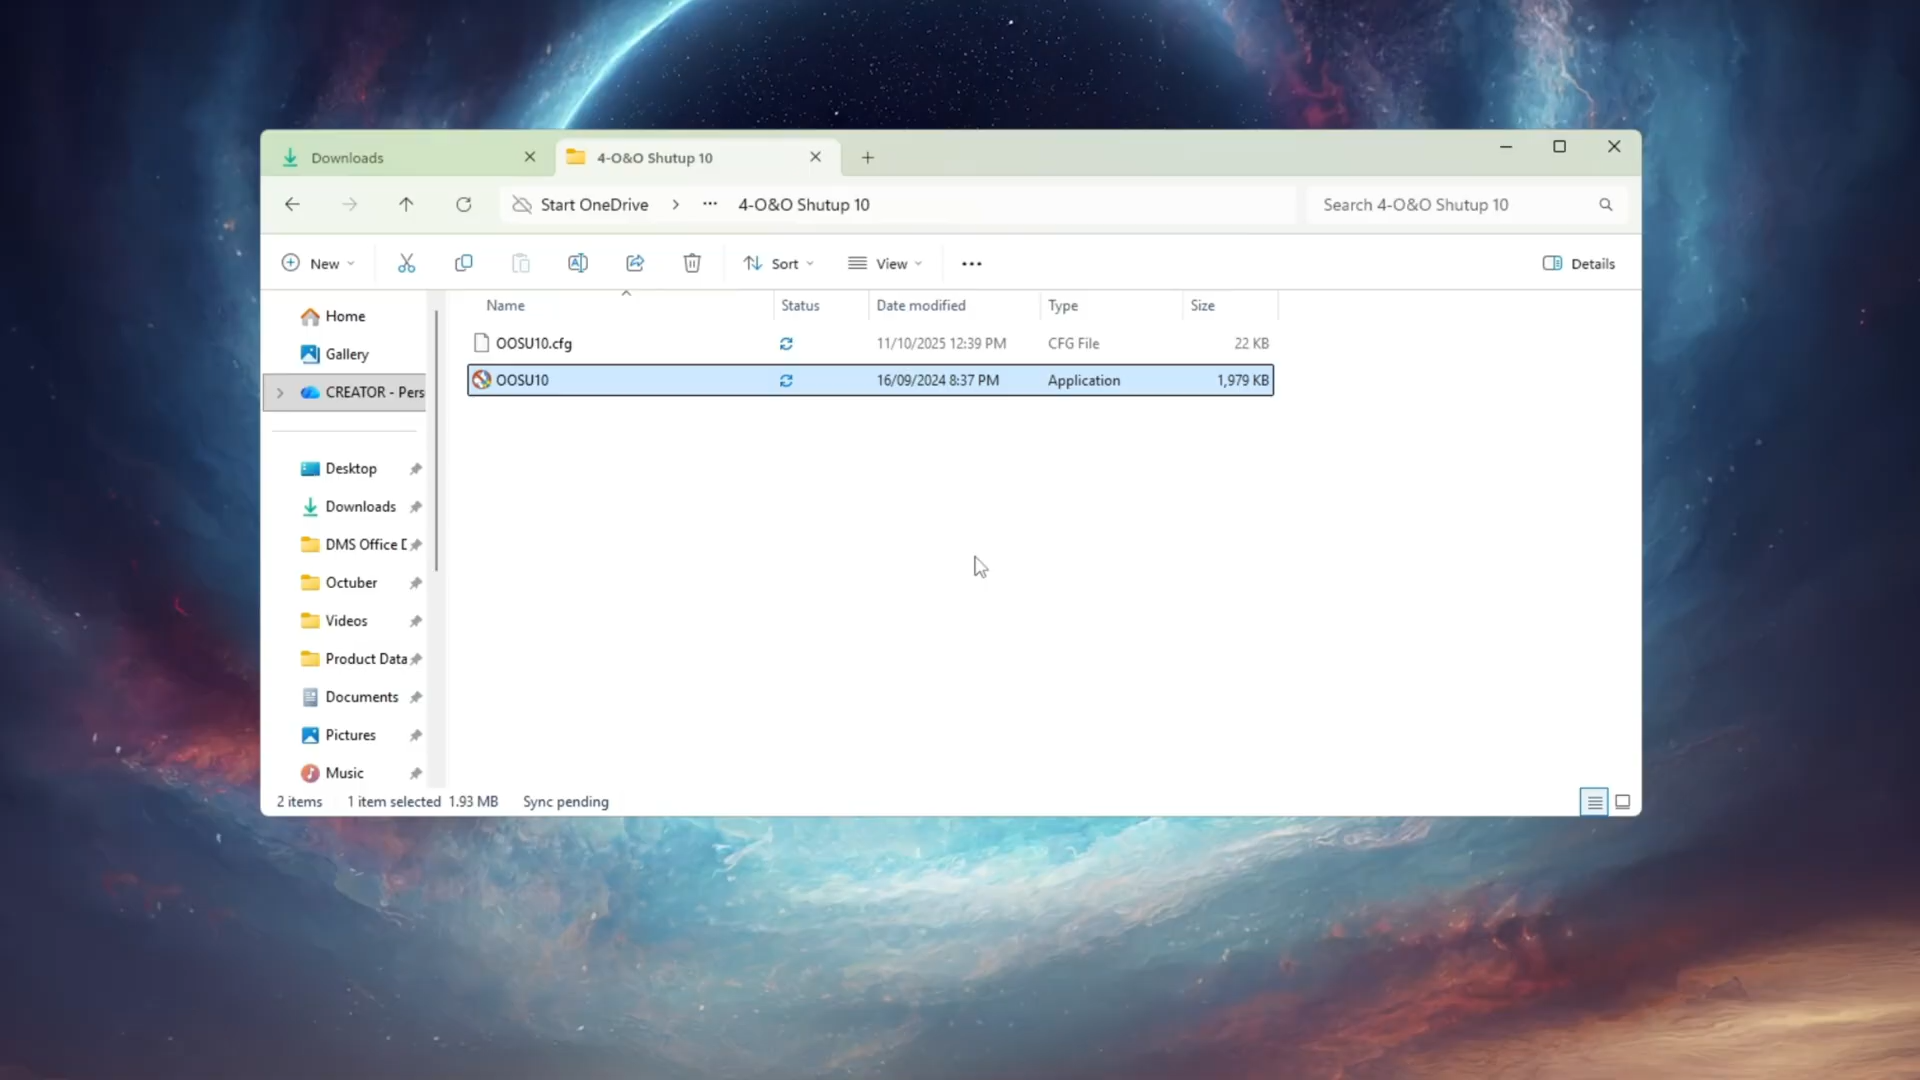 Downloads
4-O&O Shutup 10
Start OneDrive
4-O&O Shutup 10
Search 4-O&O Shutup 10
New
Sort
View
Details
Name
Status
Date modified
Type
Size
OOSU10.cfg
11/10/2025 12:39 PM
CFG File
22 KB
OOSU10
16/09/2024 8:37 PM
Application
1,979 KB
Home
Gallery
CREATOR - Pers
Desktop
Downloads
DMS Office D
Octuber
Videos
Product Data
Documents
Pictures
Music
2 items
1 item selected 1.93 MB
Sync pending